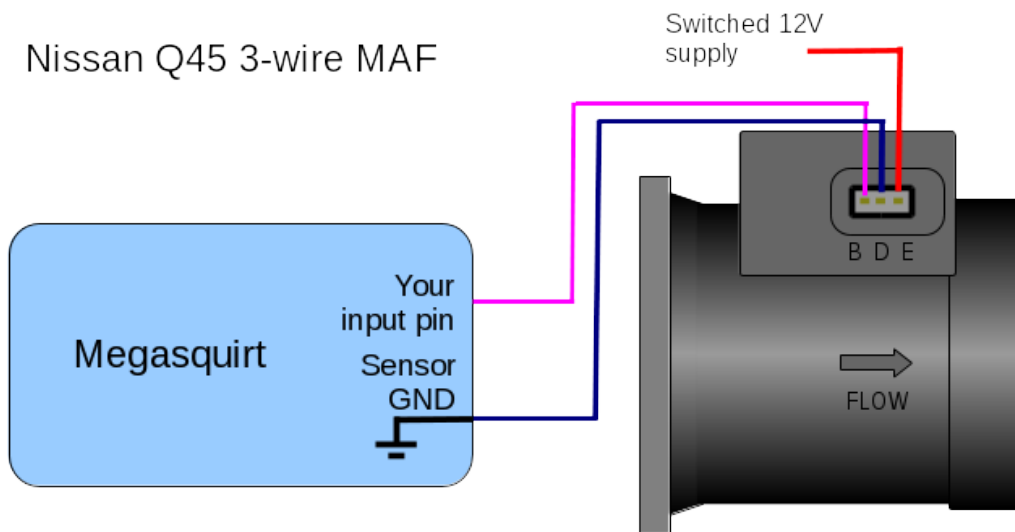 Nissan Q45 3-wire MAF
Switched 12V
supply
B D E
Your
input pin
Megasquirt
Sensor
GND
FLOW